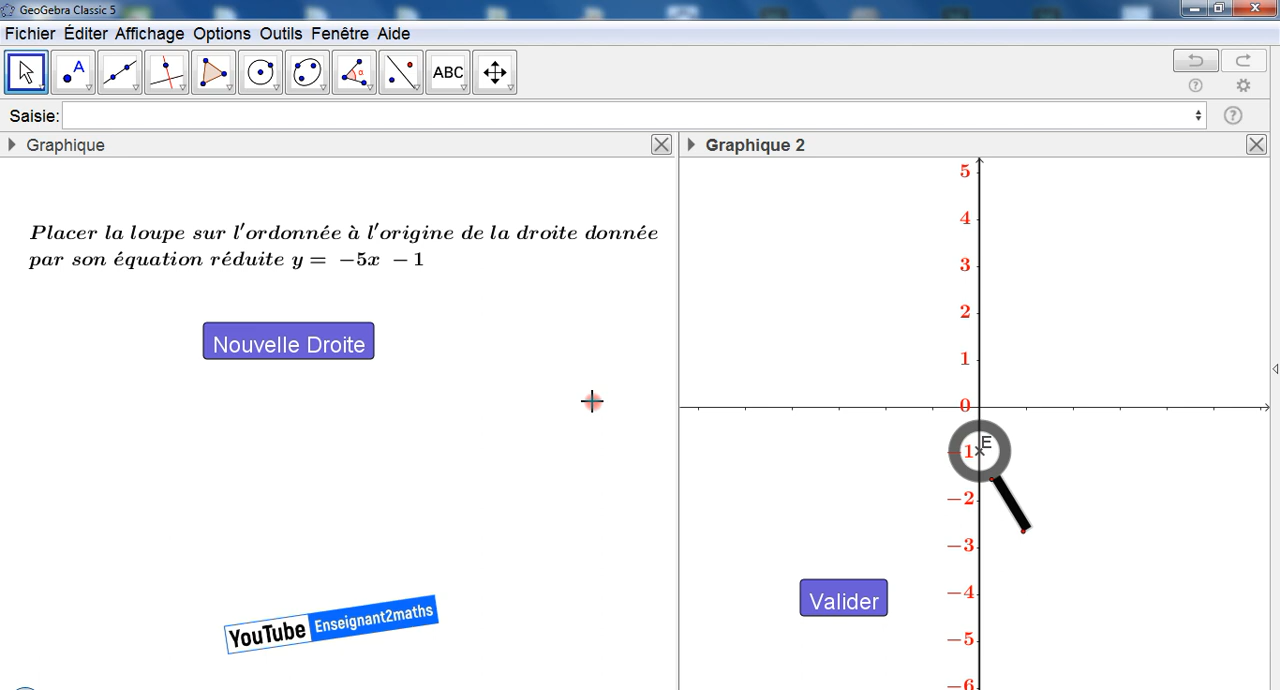 GeoGebra Classic 5
Fichier Éditer Affichage Options Outils Fenêtre Aide
A
α
ABC
Saisie:
Graphique
Graphique 2
Placer la loupe sur l'ordonnée à l'origine de la droite donnée
par son équation réduite y = −5x − 1
Nouvelle Droite
YouTube Enseignant2maths
5
4
3
2
1
0
E
−1
−2
−3
−4
−5
−6
Valider